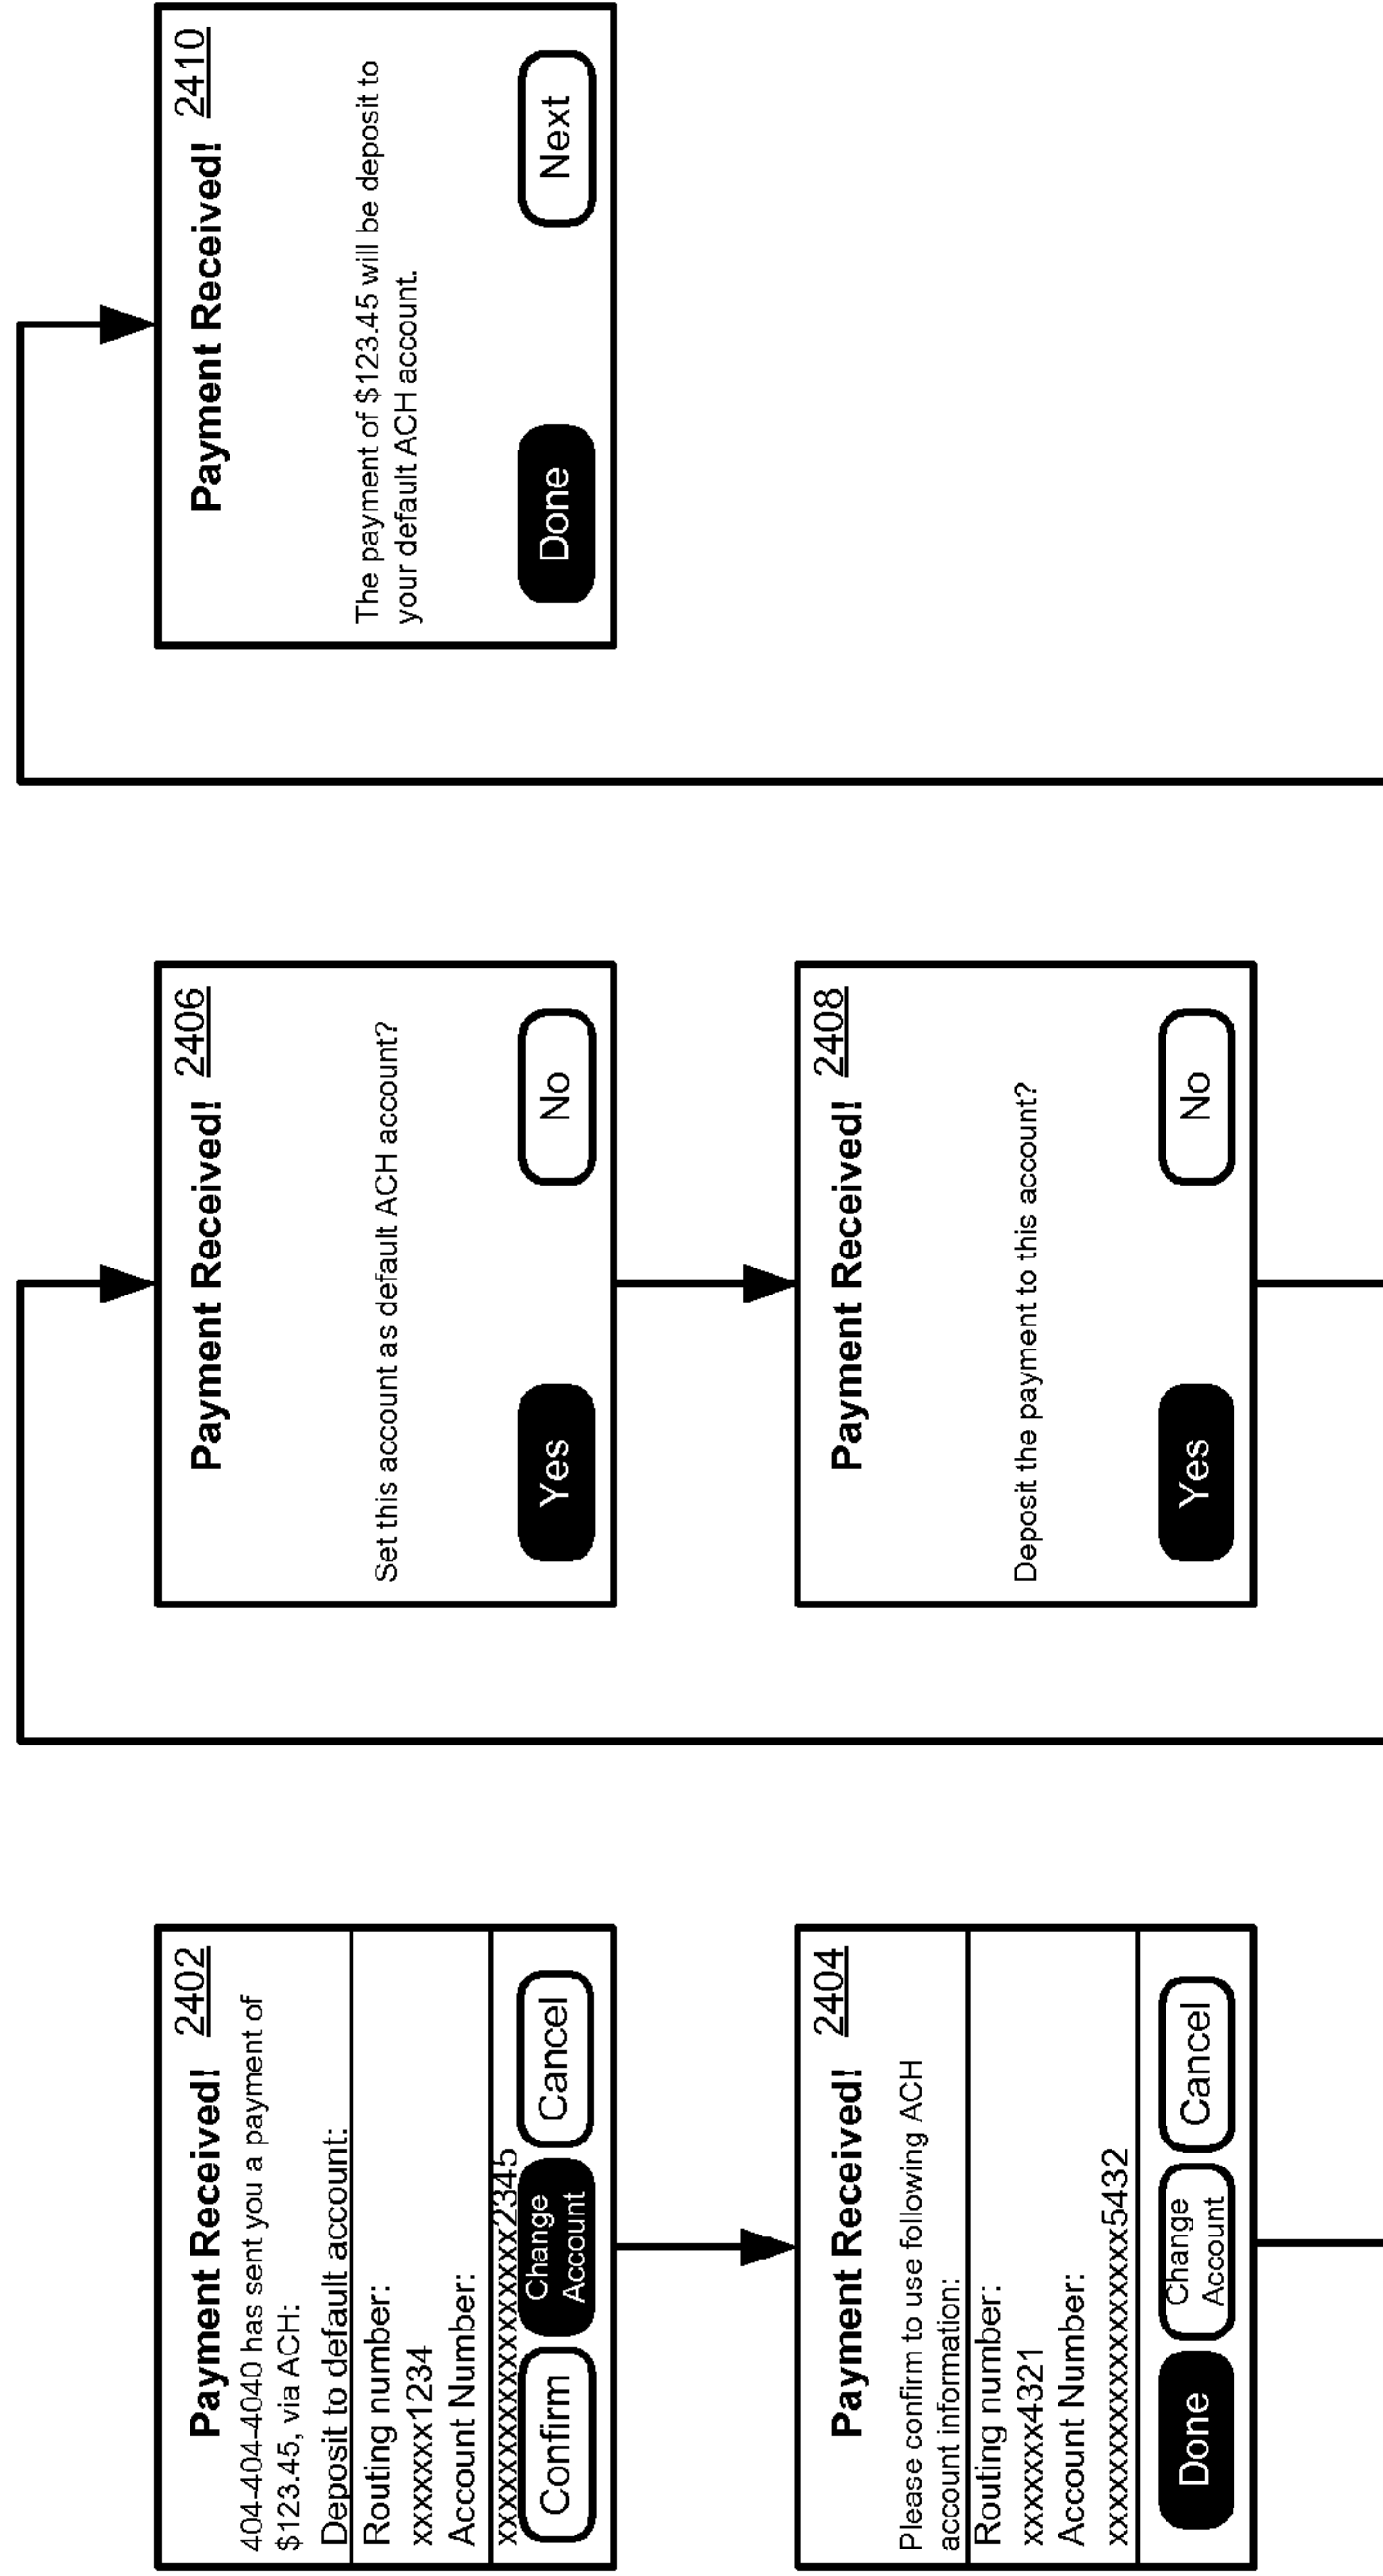 Payment Received! 2402
404-404-4040 has sent you a payment of
$123.45, via ACH:
Deposit to default account:
Routing number:
xxxxxxx1234
Account Number:
xxxxxxxxxxxxxxxxxxxx2345
Confirm
Change
Account
Cancel
Payment Received! 2404
Please confirm to use following ACH
account information:
Routing number:
xxxxxxx4321
Account Number:
xxxxxxxxxxxxxxxxxxxx5432
Done
Change
Account
Cancel
Payment Received! 2406
Set this account as default ACH account?
Yes
No
Payment Received! 2408
Deposit the payment to this account?
Yes
No
Payment Received! 2410
The payment of $123.45 will be deposit to
your default ACH account.
Done
Next